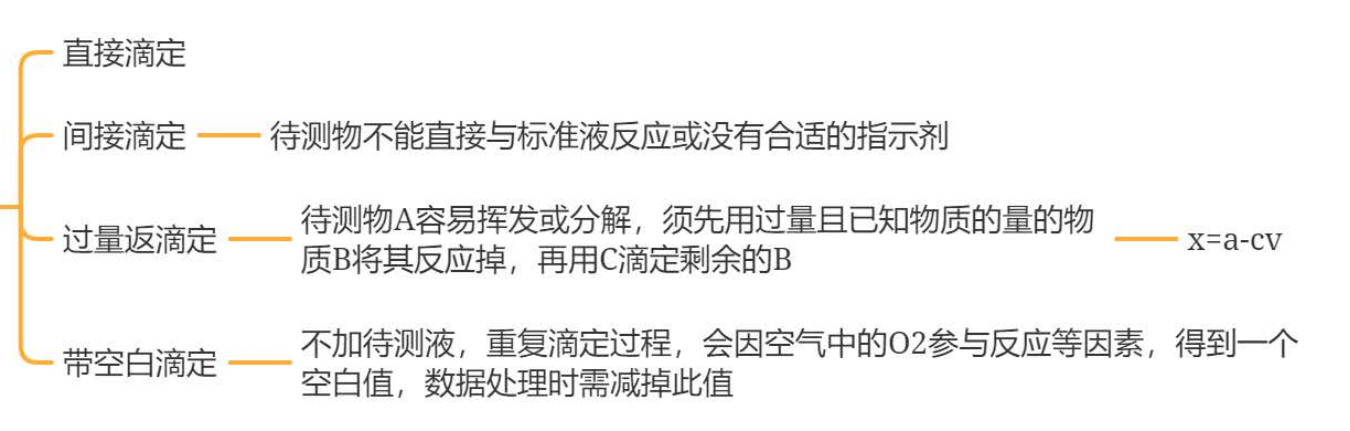 直接滴定
间接滴定
待测物不能直接与标准液反应或没有合适的指示剂
过量返滴定
待测物A容易挥发或分解，须先用过量且已知物质的量的物
质B将其反应掉，再用C滴定剩余的B
x=a-cv
带空白滴定
不加待测液，重复滴定过程，会因空气中的O2参与反应等因素，得到一个
空白值，数据处理时需减掉此值